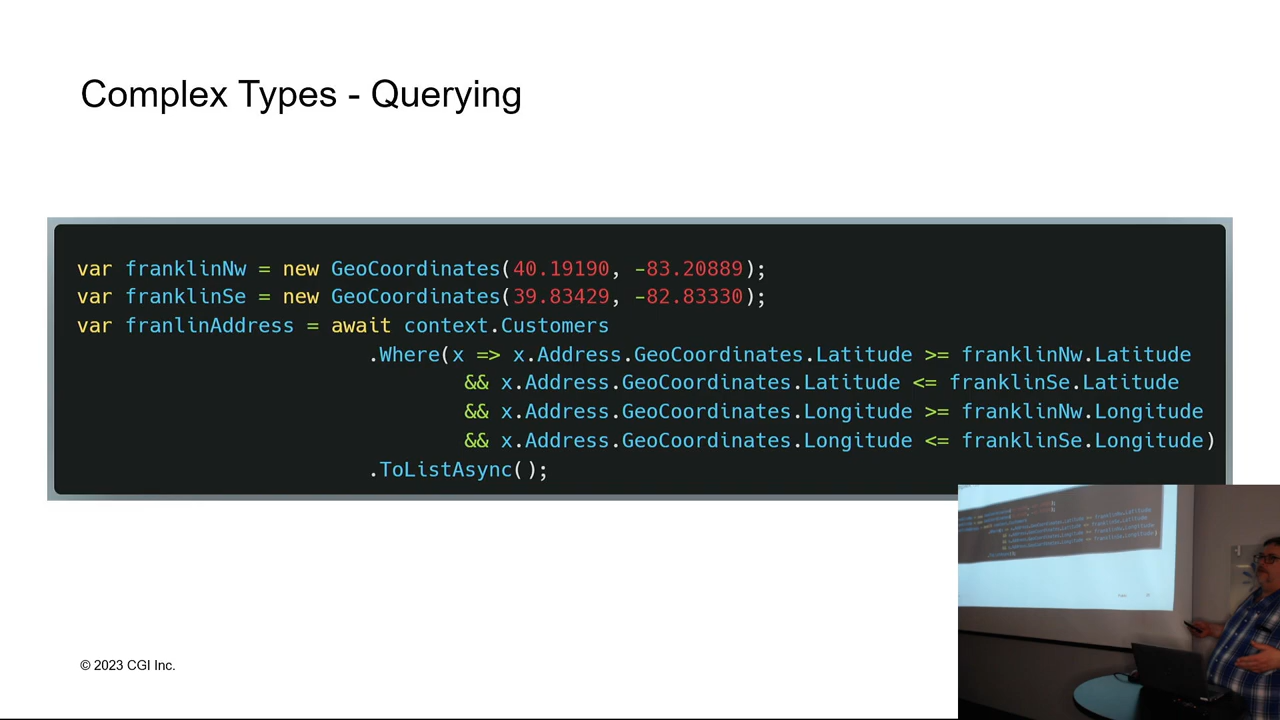 Complex Types - Querying
var franklinNw = new GeoCoordinates(40.19190, -83.20889);
var franklinSe = new GeoCoordinates(39.83429, -82.83330);
var franlinAddress = await context.Customers
.Where(x => x.Address.GeoCoordinates.Latitude >= franklinNw.Latitude
&& x.Address.GeoCoordinates.Latitude <= franklinSe.Latitude
&& x.Address.GeoCoordinates.Longitude >= franklinNw.Longitude
&& x.Address.GeoCoordinates.Longitude <= franklinSe.Longitude)
.ToListAsync();
© 2023 CGI Inc.